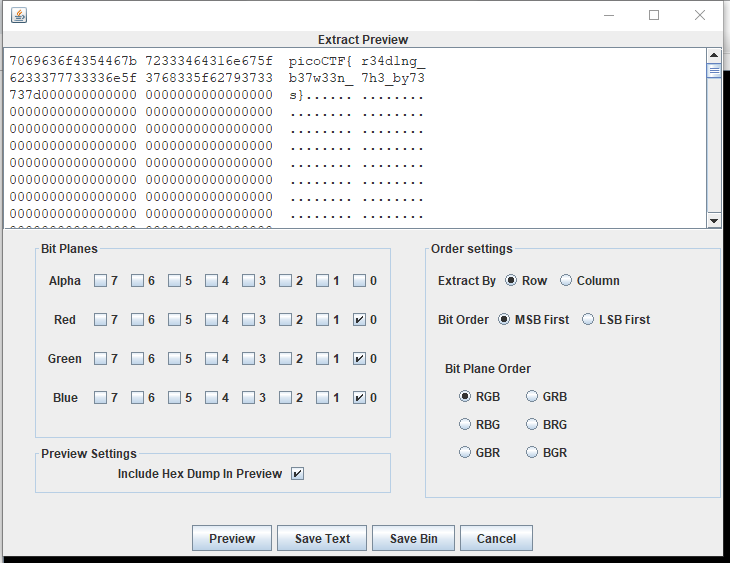 Extract Preview
7069636f4354467b 72333464316e675f  picoCTF{ r34d1ng_
6233377733336e5f 3768335f62793733  b37w33n_ 7h3_by73
737d000000000000 0000000000000000  s}...... ........
0000000000000000 0000000000000000  ........ ........
0000000000000000 0000000000000000  ........ ........
0000000000000000 0000000000000000  ........ ........
0000000000000000 0000000000000000  ........ ........
0000000000000000 0000000000000000  ........ ........
0000000000000000 0000000000000000  ........ ........
0000000000000000 0000000000000000  ........ ........
Bit Planes
Alpha 7 6 5 4 3 2 1 0
Red 7 6 5 4 3 2 1 0
Green 7 6 5 4 3 2 1 0
Blue 7 6 5 4 3 2 1 0
Preview Settings
Include Hex Dump In Preview
Order settings
Extract By Row Column
Bit Order MSB First LSB First
Bit Plane Order
RGB GRB
RBG BRG
GBR BGR
Preview Save Text Save Bin Cancel